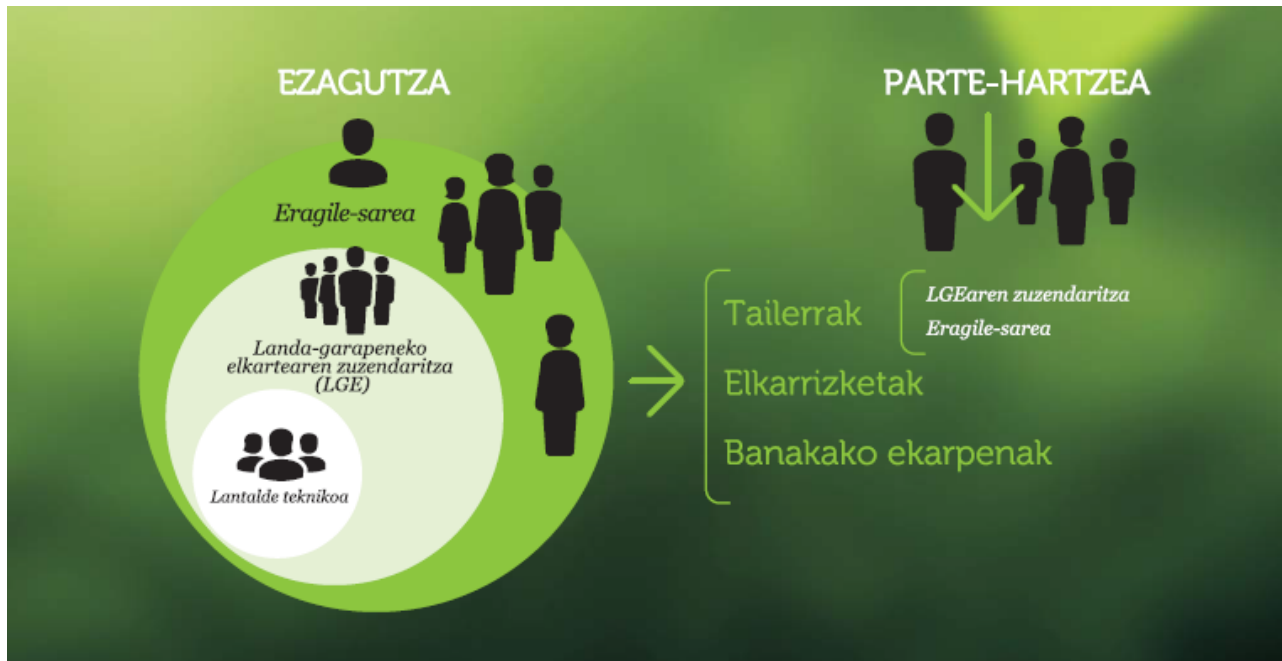 EZAGUTZA
Eragile-sarea
Landa-garapeneko
elkartearen zuzendaritza
(LGE)
Lantalde teknikoa
PARTE-HARTZEA
Tailerrak
LGEaren zuzendaritza
Eragile-sarea
Elkarrizketak
Banakako ekarpenak